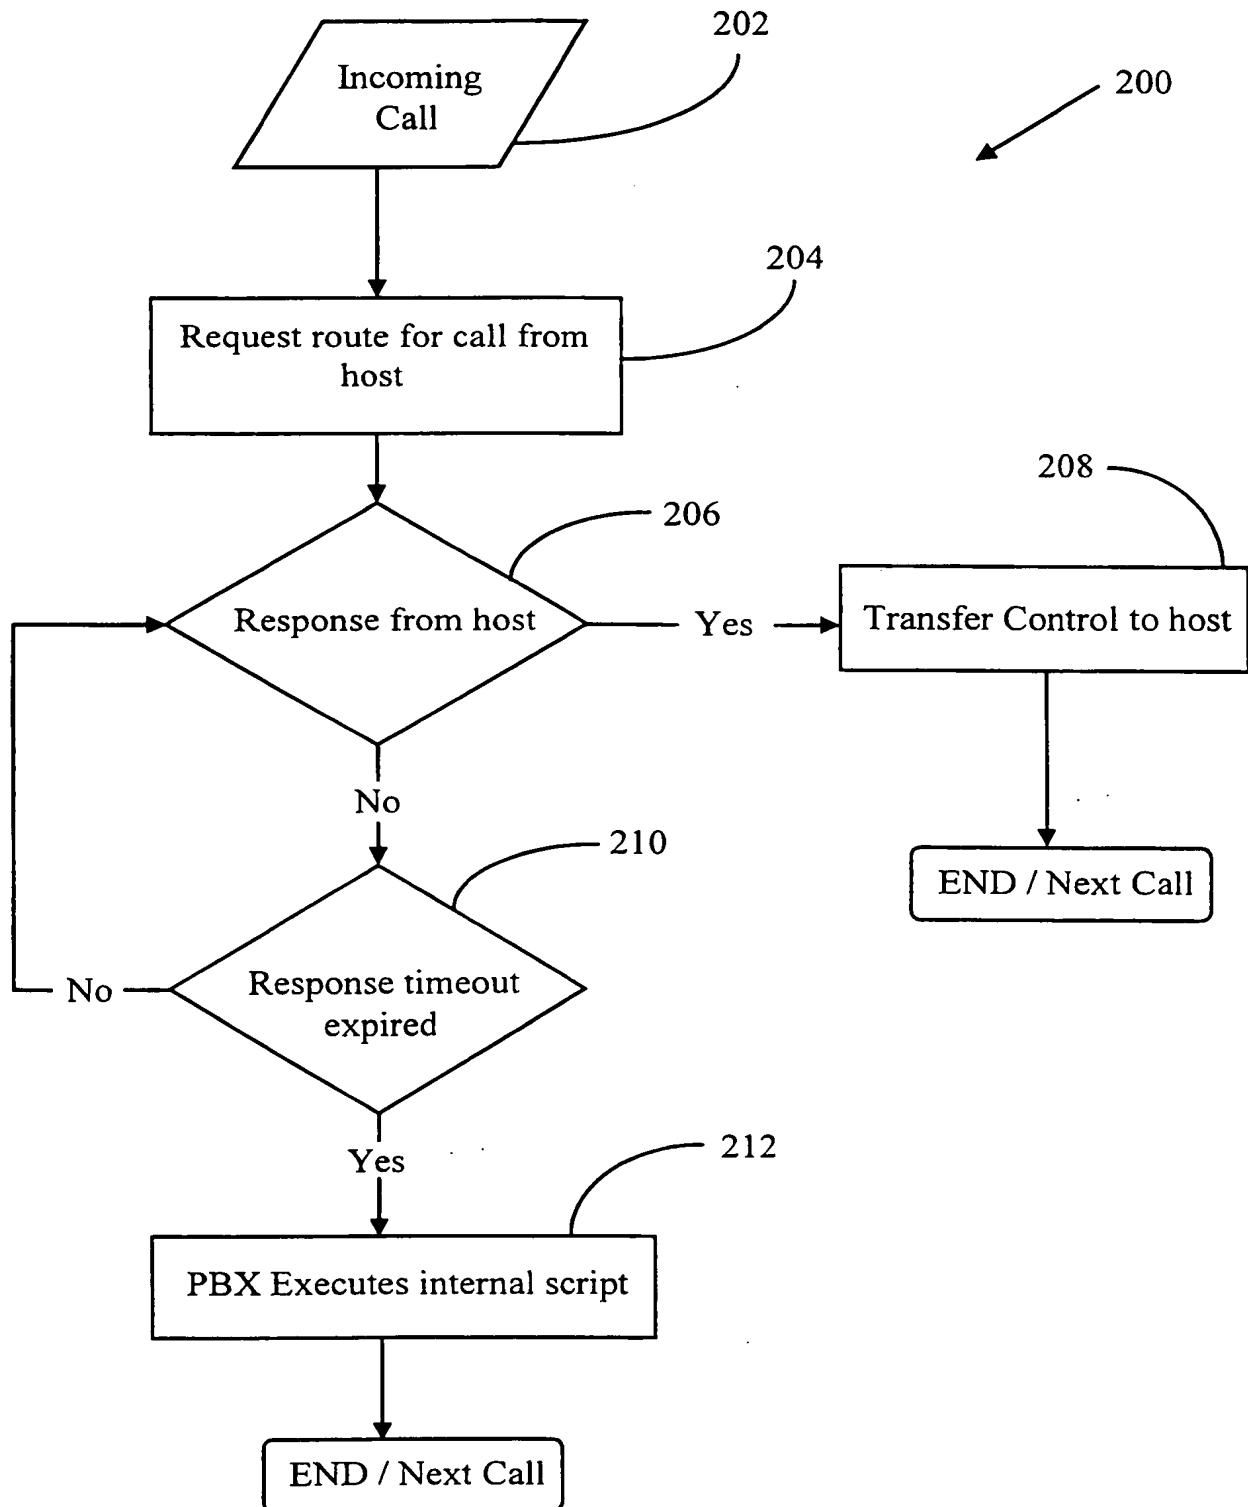 202
Incoming
Call
200
204
Request route for call from
host
208
206
Response from host
Yes
Transfer Control to host
No
210
END / Next Call
Response timeout
expired
No
Yes
212
PBX Executes internal script
END / Next Call